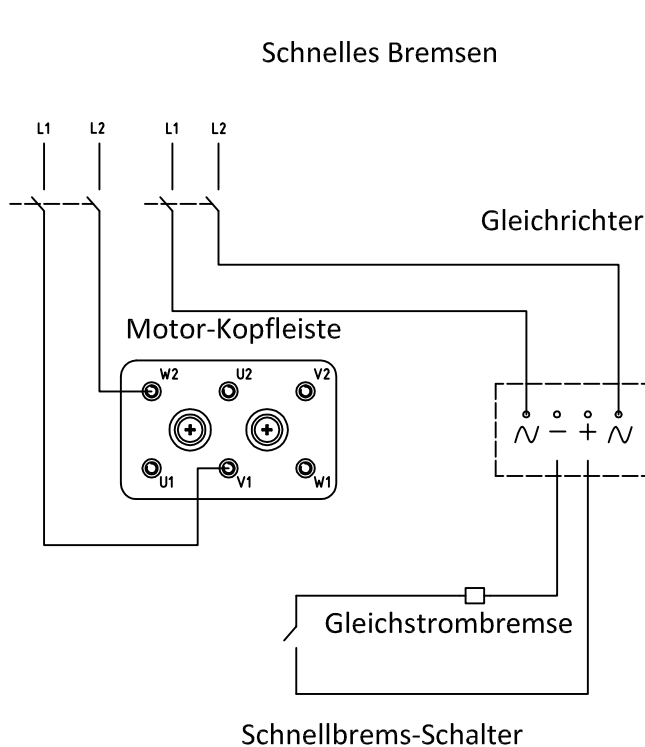 Schnelles Bremsen
L1 L2 L1 L2
Gleichrichter
Motor-Kopfleiste
W2 U2 V2
U1 V1 W1
− +
Gleichstrombremse
Schnellbrems-Schalter